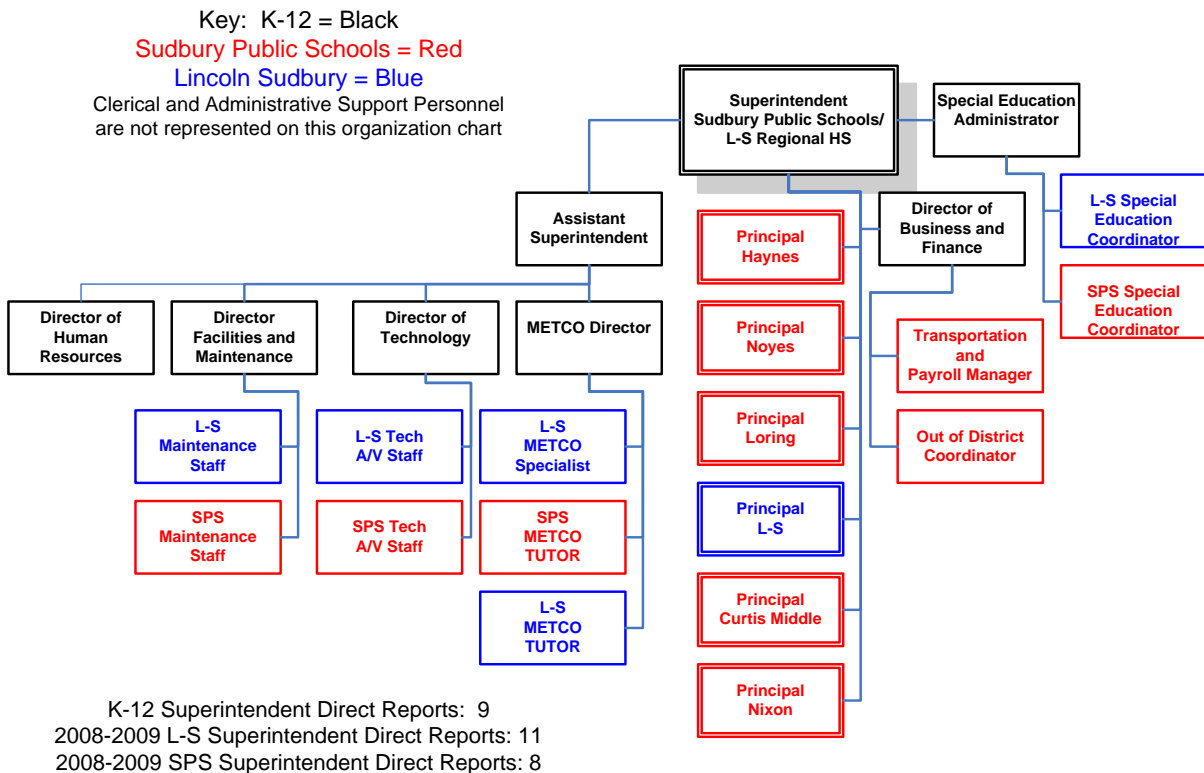 Key:  K-12 = Black
Sudbury Public Schools = Red
Lincoln Sudbury = Blue
Clerical and Administrative Support Personnel
are not represented on this organization chart
Superintendent
Sudbury Public Schools/
L-S Regional HS
Special Education
Administrator
L-S Special
Education
Coordinator
SPS Special
Education
Coordinator
Assistant
Superintendent
Director of
Business and
Finance
Transportation
and
Payroll Manager
Out of District
Coordinator
Principal
Haynes
Principal
Noyes
Principal
Loring
Principal
L-S
Principal
Curtis Middle
Principal
Nixon
Director of
Human
Resources
Director
Facilities and
Maintenance
Director of
Technology
METCO Director
L-S
Maintenance
Staff
L-S Tech
A/V Staff
L-S
METCO
Specialist
SPS
Maintenance
Staff
SPS Tech
A/V Staff
SPS
METCO
TUTOR
L-S
METCO
TUTOR
K-12 Superintendent Direct Reports:  9
2008-2009 L-S Superintendent Direct Reports: 11
2008-2009 SPS Superintendent Direct Reports: 8